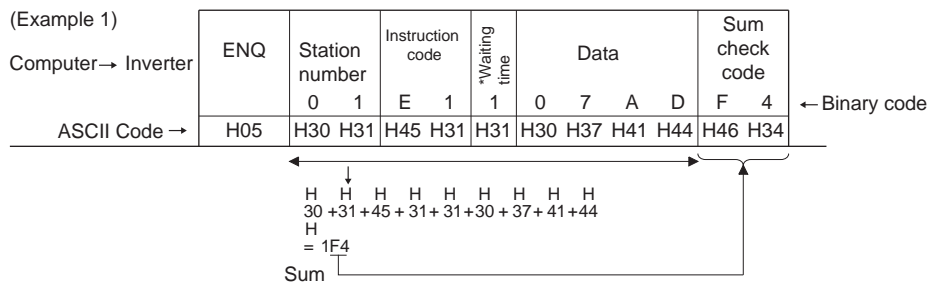 (Example 1)
Computer→ Inverter
ENQ
Station
number
Instruction
code
*Waiting
time
Data
Sum
check
code
0 1 E 1 1 0 7 A D F 4
←Binary code
ASCII Code→ H05 H30 H31 H45 H31 H31 H30 H37 H41 H44 H46 H34
H H H H H H H H H
30 +31+45+ 31+ 31+30+ 37+ 41+44
H
= 1F4
Sum